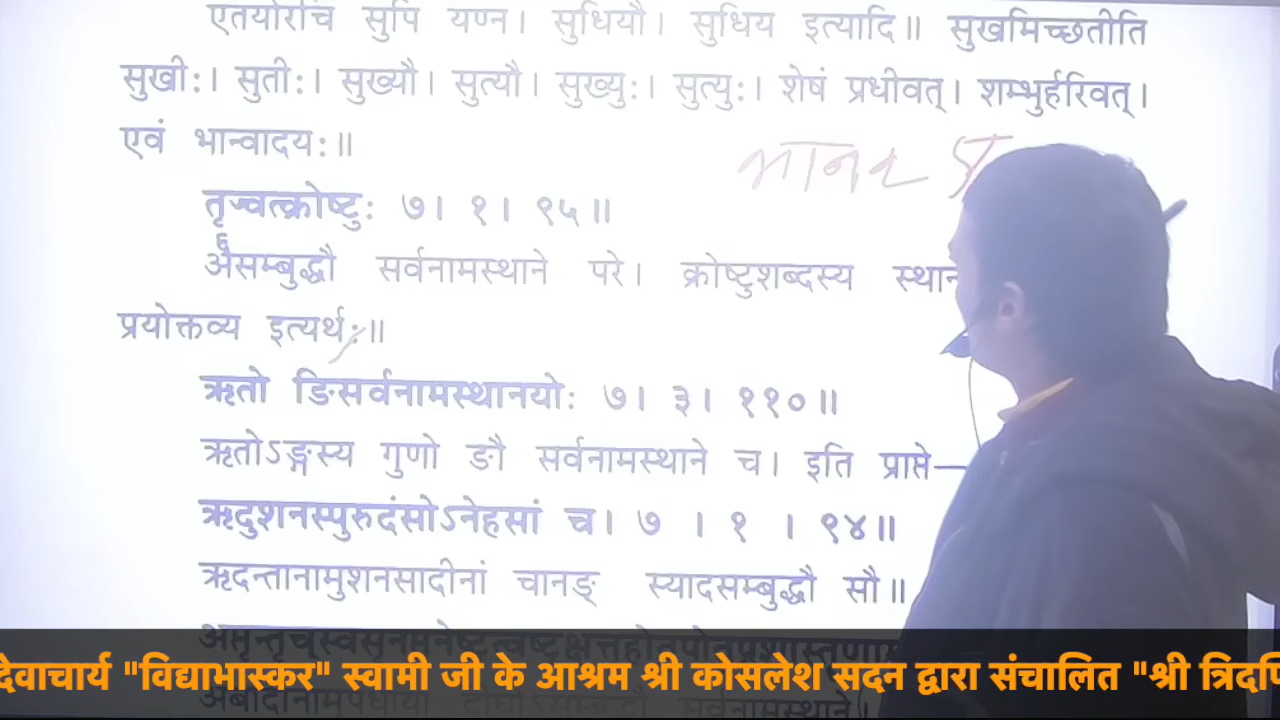 एतयोरचि सुपि यण्न। सुधियौ। सुधिय इत्यादि॥ सुखमिच्छतीति
सुखीः। सुतीः। सुख्यौ। सुत्यौ। सुख्युः। सुत्युः। शेषं प्रधीवत्। शम्भुर्हरिवत्।
एवं भान्वादयः॥
तृज्वत्क्रोष्टुः ७। १। ९५॥
असम्बुद्धौ सर्वनामस्थाने परे। क्रोष्टुशब्दस्य
प्रयोक्तव्य इत्यर्थः॥
ऋतो ङिसर्वनामस्थानयोः ७। ३। ११०॥
ऋतोऽङ्गस्य गुणो ङौ सर्वनामस्थाने च। इति प्राप्ते—
ऋदुशनस्पुरुदंसोऽनेहसां च। ७ । १ । ९४॥
ऋदन्तानामुशनसादीनां चानङ् स्यादसम्बुद्धौ सौ॥
"विद्याभास्कर" स्वामी जी के आश्रम श्री कोसलेश सदन द्वारा संचालित "श्री